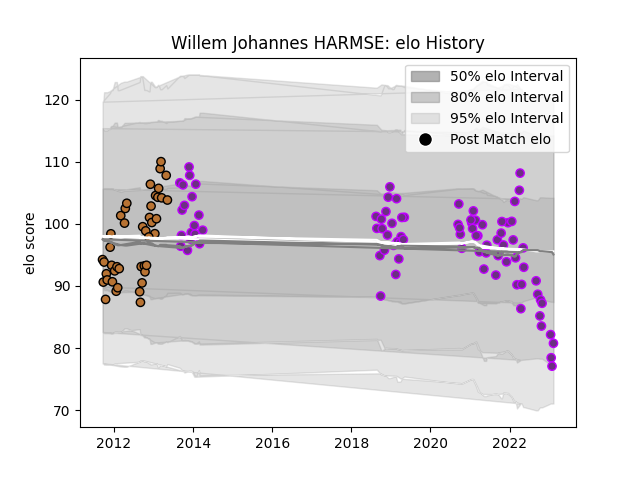 Willem Johannes HARMSE: elo History
50% elo Interval
80% elo Interval
95% elo Interval
Post Match elo
elo score
120
110
100
90
80
70
2012
2014
2016
2018
2020
2022